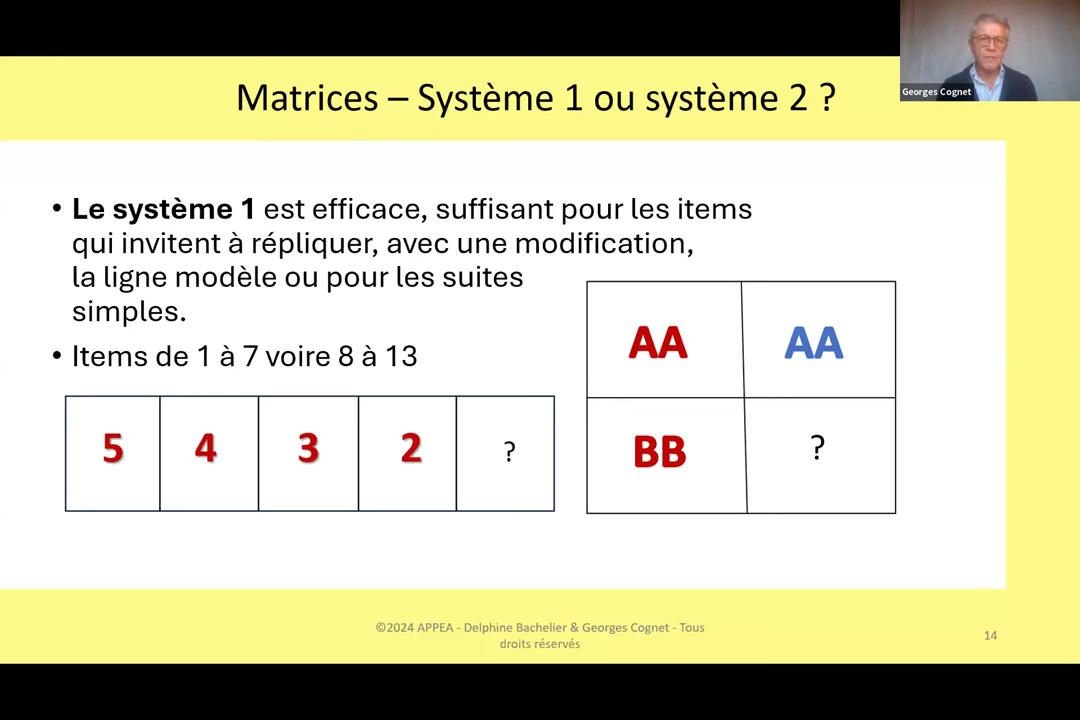 Matrices – Système 1 ou système 2 ?
Georges Cognet
• Le système 1 est efficace, suffisant pour les items
qui invitent à répliquer, avec une modification,
la ligne modèle ou pour les suites
simples.
• Items de 1 à 7 voire 8 à 13
5 4 3 2 ?
AA AA
BB ?
©2024 APPEA - Delphine Bachelier & Georges Cognet - Tous
droits réservés
14